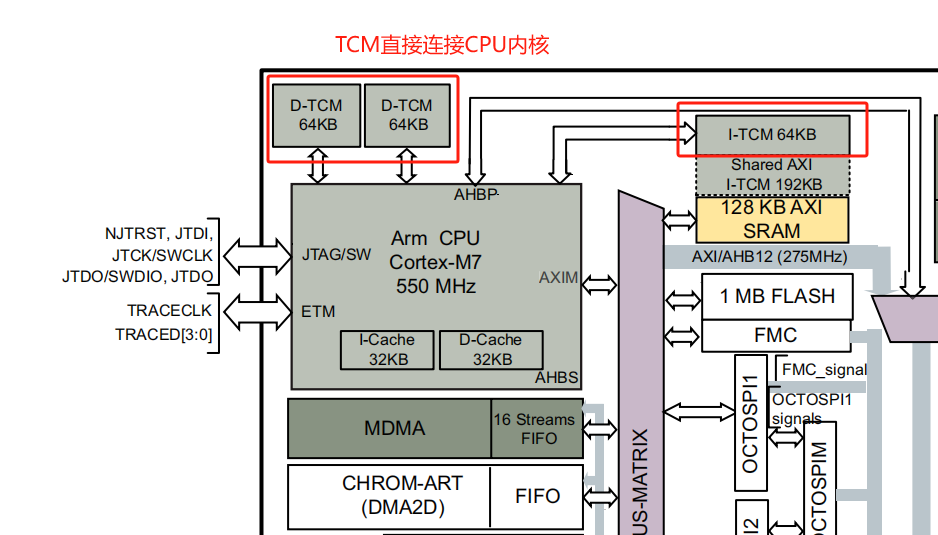 TCM直接连接CPU内核
D-TCM
64KB
D-TCM
64KB
I-TCM 64KB
Shared AXI
I-TCM 192KB
128 KB AXI
SRAM
AHBP
Arm CPU
Cortex-M7
550 MHz
JTAG/SW
ETM
AXIM
I-Cache
32KB
D-Cache
32KB
AHBS
NJTRST, JTDI,
JTCK/SWCLK
JTDO/SWDIO, JTDO
TRACECLK
TRACED[3:0]
AXI/AHB12 (275MHz)
1 MB FLASH
FMC
FMC_signal
OCTOSPI1
signals
OCTOSPI1
OCTOSPIM
MDMA
16 Streams
FIFO
CHROM-ART
(DMA2D)
FIFO
US-MATRIX
I2